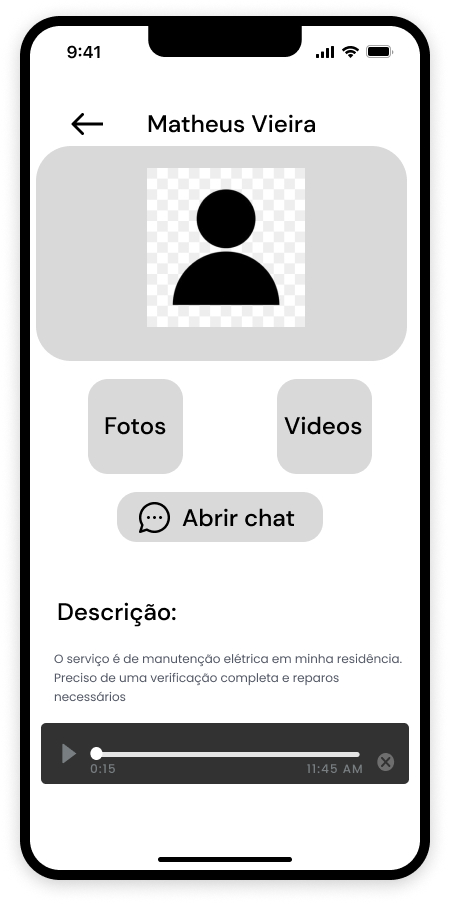 9:41
Matheus Vieira
Fotos
Videos
Abrir chat
Descrição:
O serviço é de manutenção elétrica em minha residência.
Preciso de uma verificação completa e reparos
necessários
0:15
11:45 AM